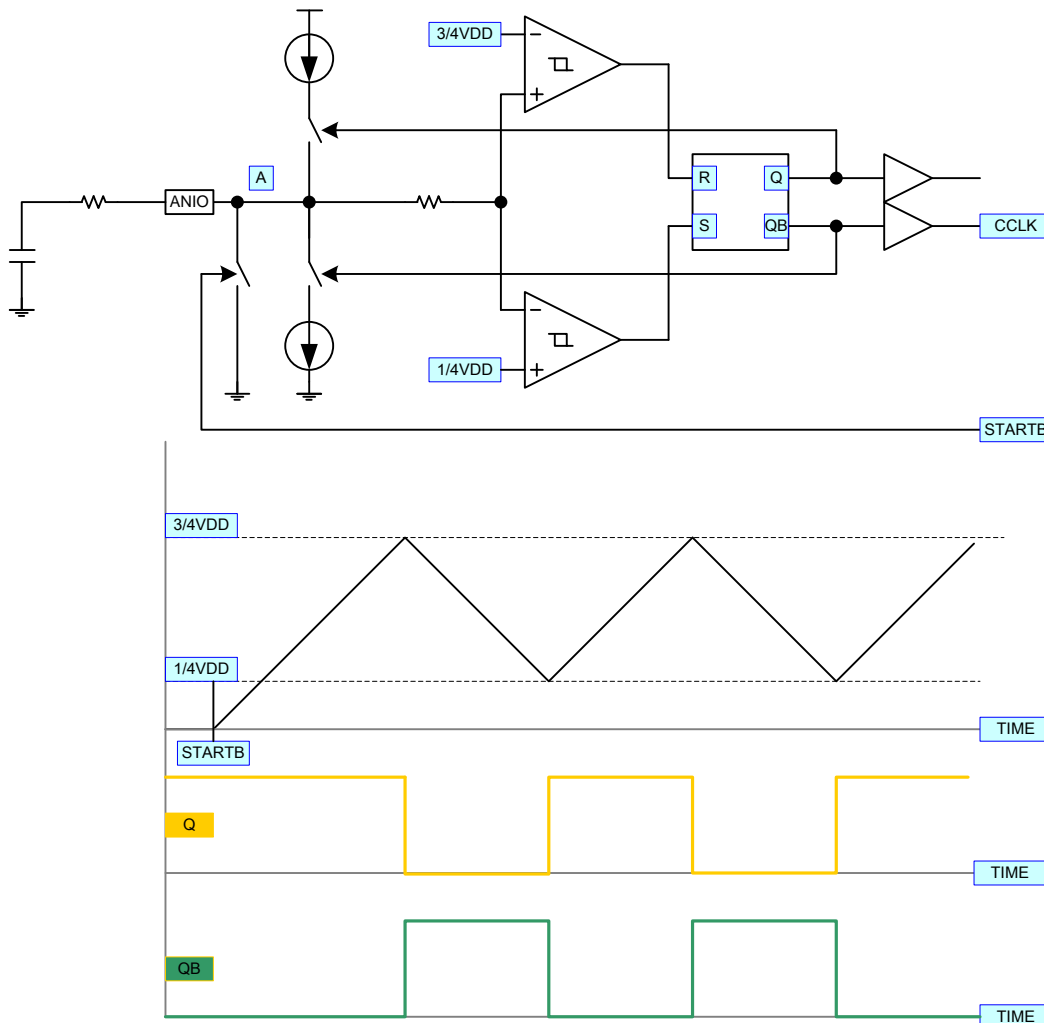 3/4VDD
−
+
A
ANIO
R
Q
S
QB
CCLK
−
+
1/4VDD
STARTB
3/4VDD
1/4VDD
TIME
STARTB
Q
TIME
QB
TIME